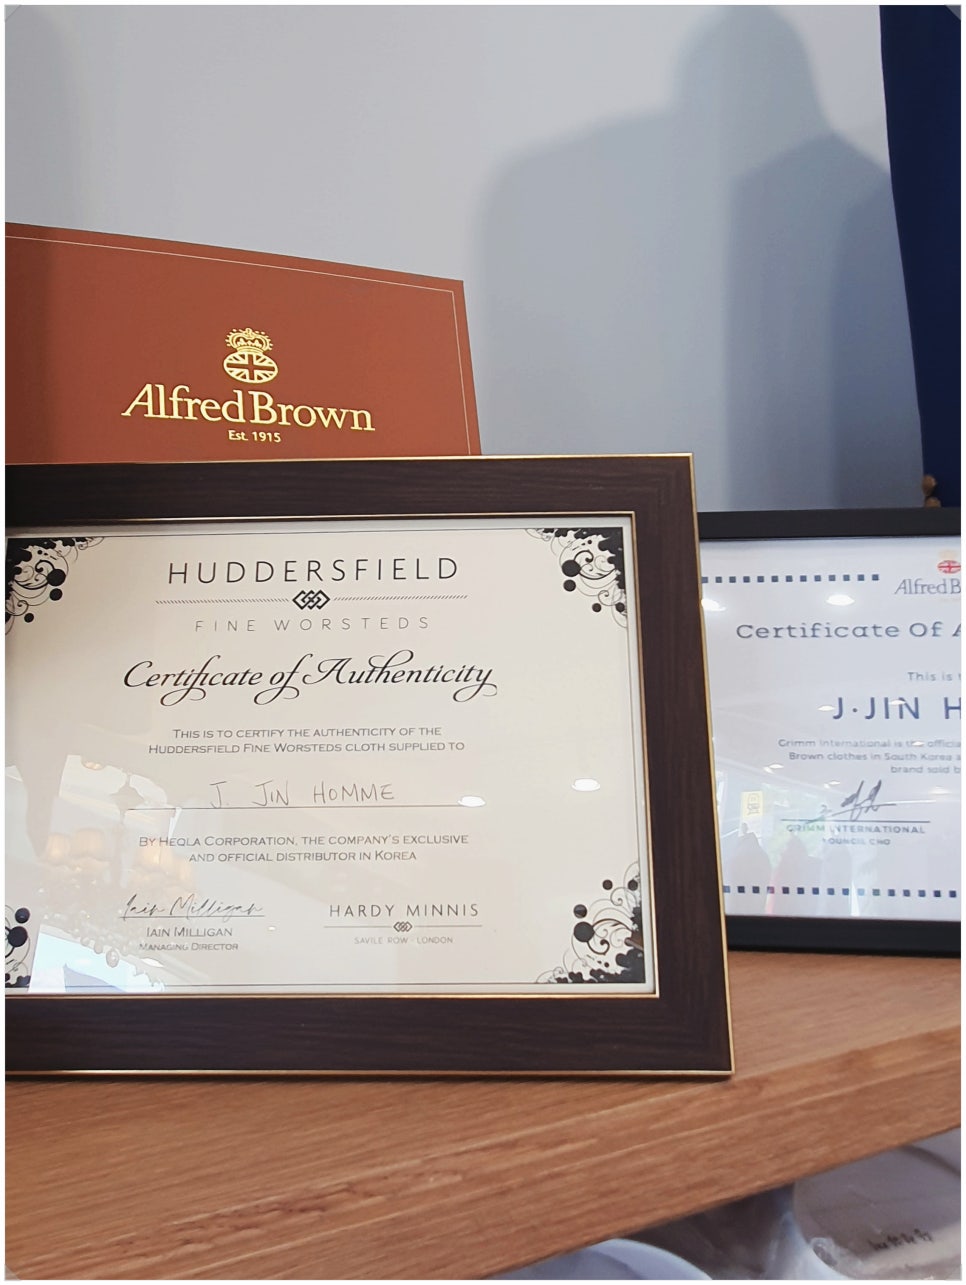 Alfred Brown
Est. 1915
HUDDERSFIELD
FINE WORSTEDS
Certificate of Authenticity
THIS IS TO CERTIFY THE AUTHENTICITY OF THE
HUDDERSFIELD FINE WORSTEDS CLOTH SUPPLIED TO
J. JIN HOMME
BY HEQLA CORPORATION, THE COMPANY'S EXCLUSIVE
AND OFFICIAL DISTRIBUTOR IN KOREA
Iain Milligan
IAIN MILLIGAN
MANAGING DIRECTOR
HARDY MINNIS
SAVILE ROW - LONDON
Alfred B
Certificate Of A
This is
J·JIN H
Grimm International is the officia
Brown clothes in South Korea a
brand sold b
GRIMM INTERNATIONAL